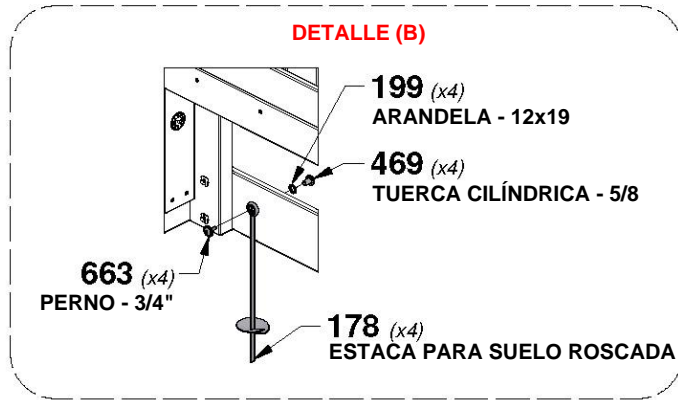 DETALLE (B)
199 (x4)
ARANDELA - 12x19
469 (x4)
TUERCA CILÍNDRICA - 5/8
663 (x4)
PERNO - 3/4"
178 (x4)
ESTACA PARA SUELO ROSCADA